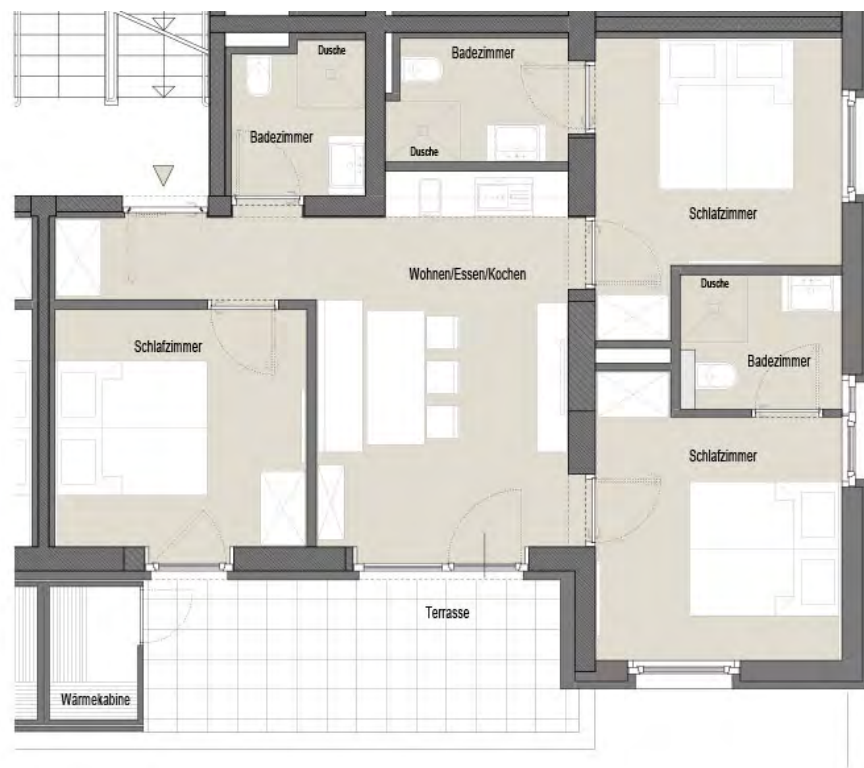 Dusche
Badezimmer
Badezimmer
Dusche
Schlafzimmer
Wohnen/Essen/Kochen
Dusche
Schlafzimmer
Badezimmer
Schlafzimmer
Terrasse
Wärmekabine